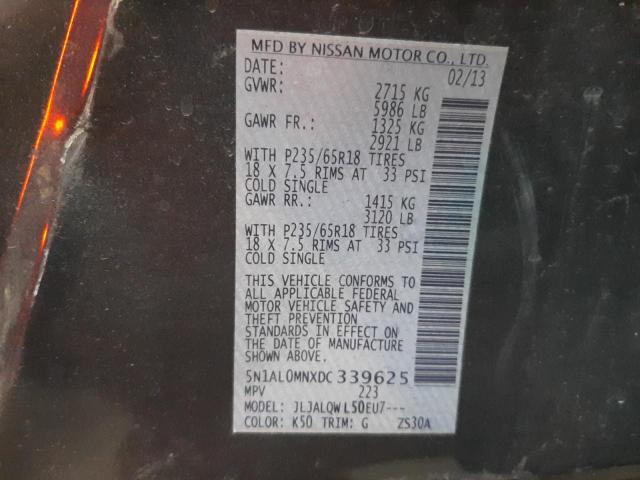 MFD BY NISSAN MOTOR CO., LTD.
DATE: 02/13
GVWR: 2715 KG
5986 LB
GAWR FR.: 1325 KG
2921 LB
WITH P235/65R18 TIRES
18 X 7.5 RIMS AT 33 PSI
COLD SINGLE
GAWR RR.: 1415 KG
3120 LB
WITH P235/65R18 TIRES
18 X 7.5 RIMS AT 33 PSI
COLD SINGLE
THIS VEHICLE CONFORMS TO
ALL APPLICABLE FEDERAL
MOTOR VEHICLE SAFETY AND
THEFT PREVENTION
STANDARDS IN EFFECT ON
THE DATE OF MANUFACTURE
SHOWN ABOVE.
5N1AL0MNXDC 339625
MPV 223
MODEL: JLJALQWL50EU7---
COLOR: K50 TRIM: G ZS30A